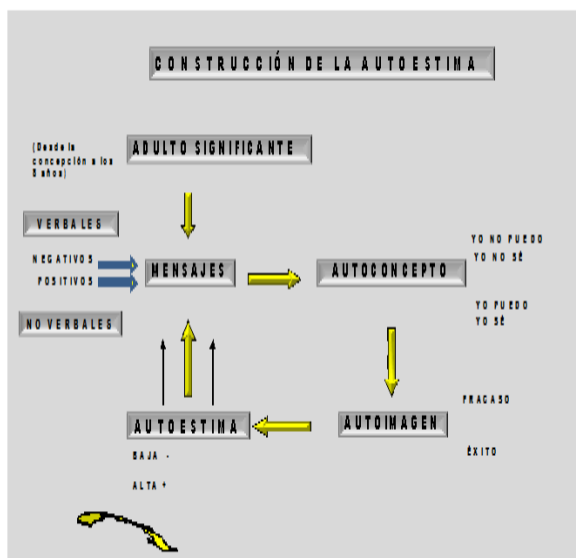 CONSTRUCCIÓN DE LA AUTOESTIMA
(Desde la
concepción a los
5 años)
ADULTO SIGNIFICANTE
VERBALES
NEGATIVOS
POSITIVOS
NO VERBALES
MENSAJES
AUTOCONCEPTO
YO NO PUEDO
YO NO SÉ
YO PUEDO
YO SÉ
AUTOESTIMA
BAJA -
ALTA +
AUTOIMAGEN
FRACASO
ÉXITO